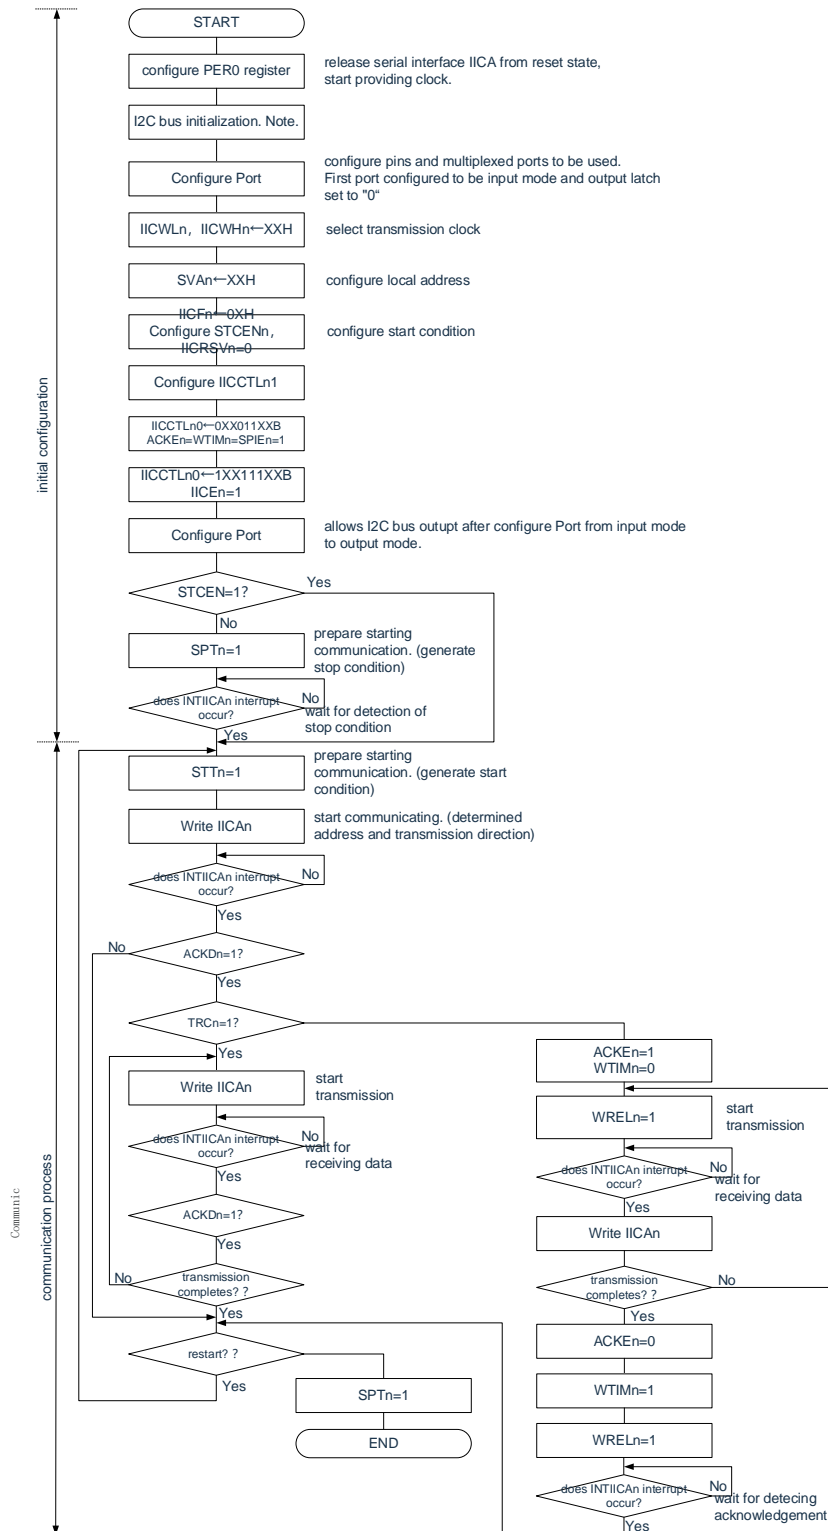 START
configure PER0 register
release serial interface IICA from reset state,
start providing clock.
I2C bus initialization. Note.
Configure Port
configure pins and multiplexed ports to be used.
First port configured to be input mode and output latch
set to "0“
IICWLn, IICWHn←XXH
select transmission clock
SVAn←XXH
configure local address
IICFn←0XH
Configure STCENn,
IICRSVn=0
configure start condition
Configure IICCTLn1
IICCTLn0←0XX011XXB
ACKEn=WTIMn=SPIEn=1
IICCTLn0←1XX111XXB
IICEn=1
Configure Port
allows I2C bus outupt after configure Port from input mode
to output mode.
initial configuration
STCEN=1?
Yes
No
SPTn=1
prepare starting
communication. (generate
stop condition)
does INTIICAn interrupt
occur?
No
wait for detection of
stop condition
Yes
STTn=1
prepare starting
communication. (generate start
condition)
Write IICAn
start communicating. (determined
address and transmission direction)
does INTIICAn interrupt
occur?
No
Yes
ACKDn=1?
No
Yes
TRCn=1?
Yes
Write IICAn
start
transmission
does INTIICAn interrupt
occur?
No
wait for
receiving data
Yes
ACKDn=1?
Yes
transmission
completes? ?
No
Yes
restart? ?
Yes
SPTn=1
END
Communic
communication process
ACKEn=1
WTIMn=0
WRELn=1
start
transmission
does INTIICAn interrupt
occur?
No
wait for
receiving data
Yes
Write IICAn
transmission
completes? ?
No
Yes
ACKEn=0
WTIMn=1
WRELn=1
does INTIICAn interrupt
occur?
No
wait for detecing
acknowledgement
Yes